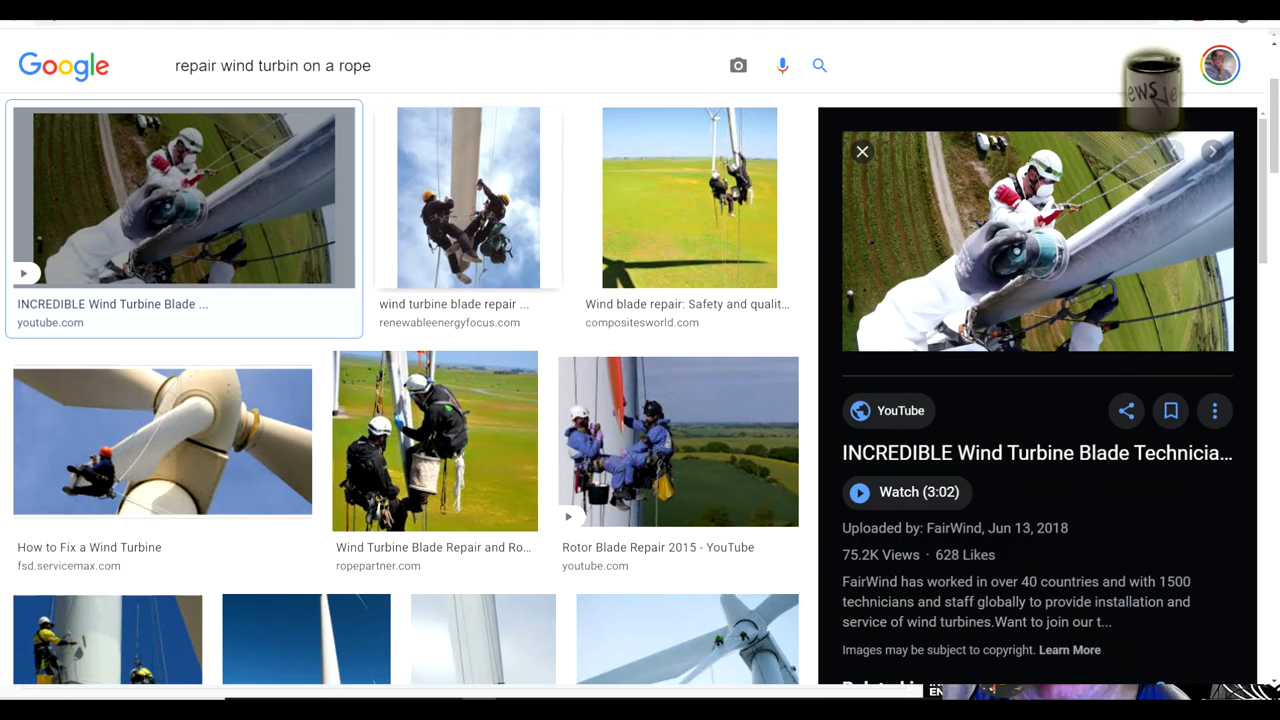 Google
repair wind turbin on a rope
INCREDIBLE Wind Turbine Blade ...
youtube.com
wind turbine blade repair ...
renewableenergyfocus.com
Wind blade repair: Safety and qualit...
compositesworld.com
How to Fix a Wind Turbine
fsd.servicemax.com
Wind Turbine Blade Repair and Ro...
ropepartner.com
Rotor Blade Repair 2015 - YouTube
youtube.com
YouTube
INCREDIBLE Wind Turbine Blade Technicia...
Watch (3:02)
Uploaded by: FairWind, Jun 13, 2018
75.2K Views · 628 Likes
FairWind has worked in over 40 countries and with 1500
technicians and staff globally to provide installation and
service of wind turbines.Want to join our t...
Images may be subject to copyright. Learn More